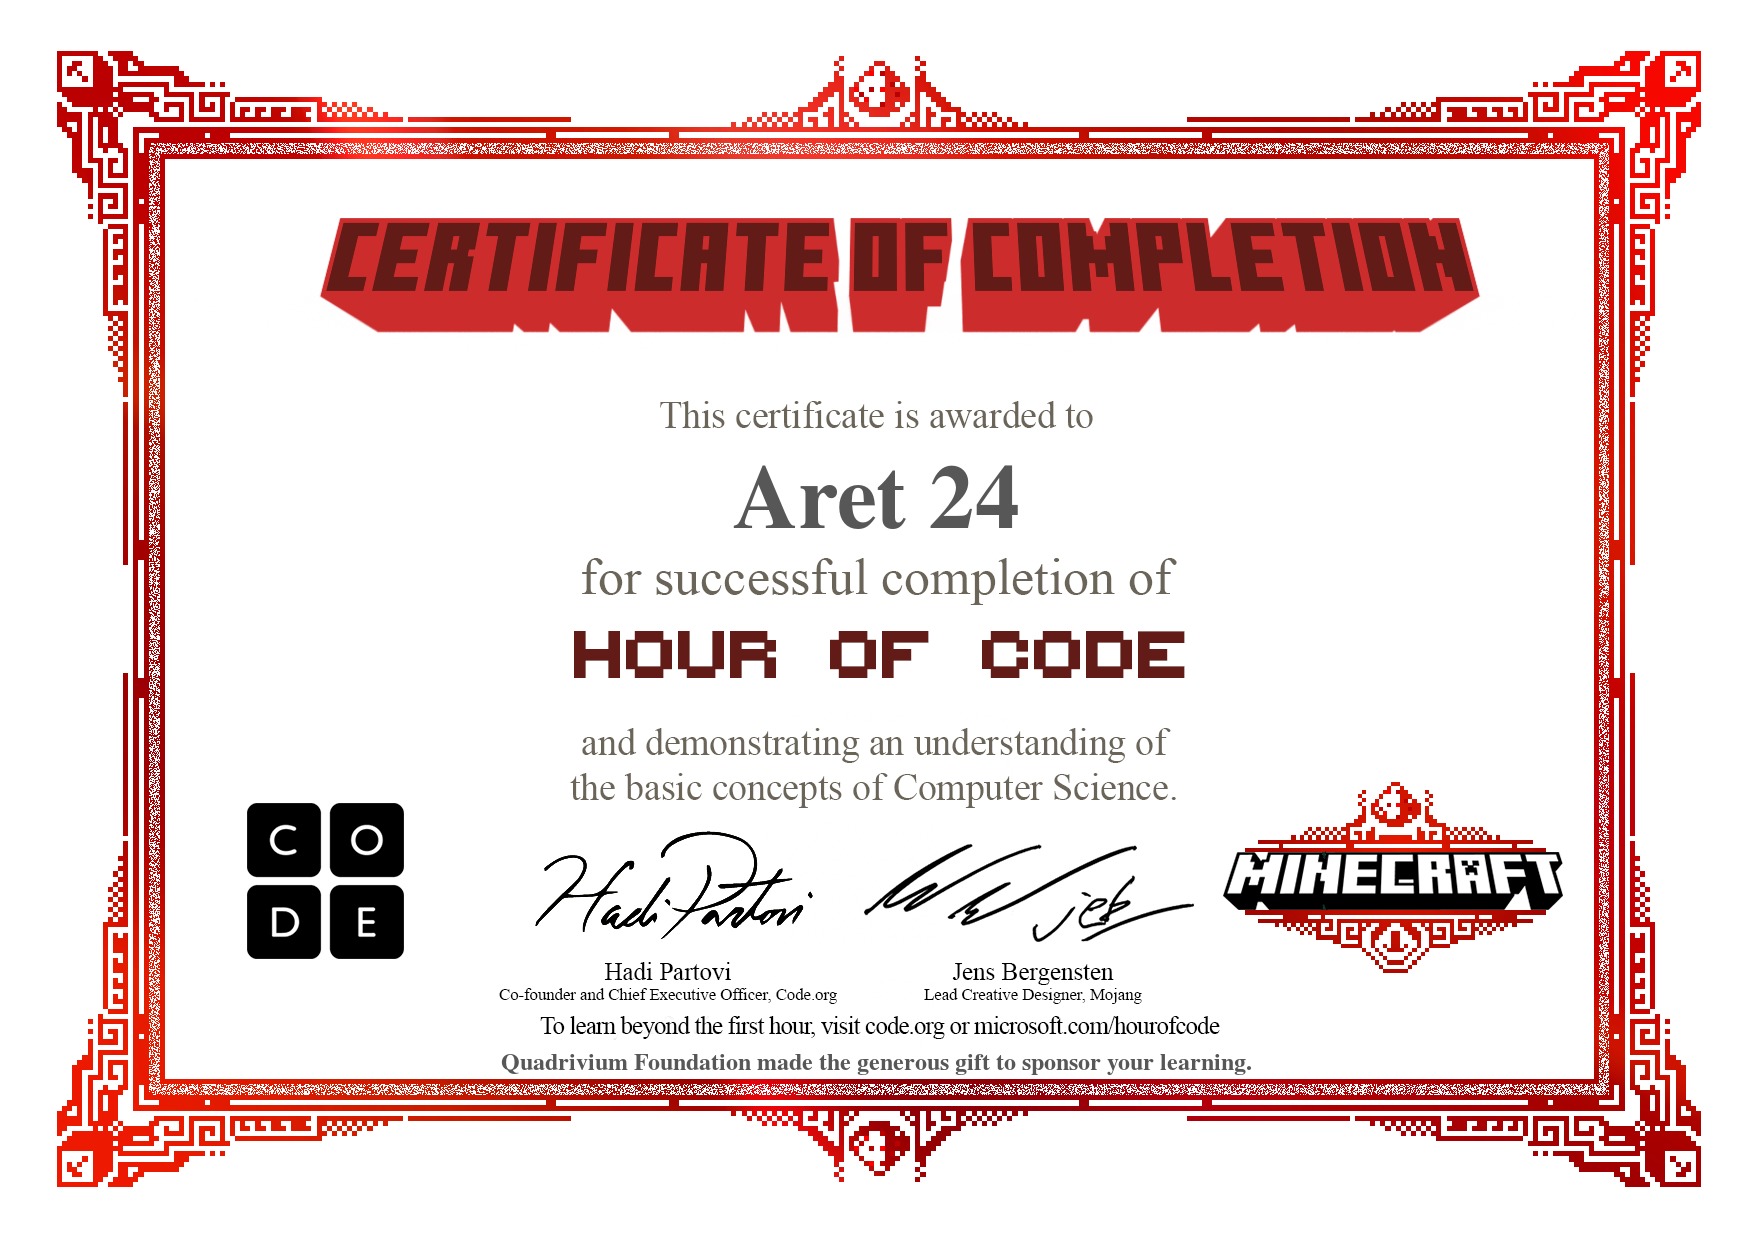 CERTIFICATE OF COMPLETION
This certificate is awarded to
Aret 24
for successful completion of
HOUR OF CODE
and demonstrating an understanding of
the basic concepts of Computer Science.
C O
D E
Hadi Partovi
jeb
MINECRAFT
Hadi Partovi
Co-founder and Chief Executive Officer, Code.org
Jens Bergensten
Lead Creative Designer, Mojang
To learn beyond the first hour, visit code.org or microsoft.com/hourofcode
Quadrivium Foundation made the generous gift to sponsor your learning.